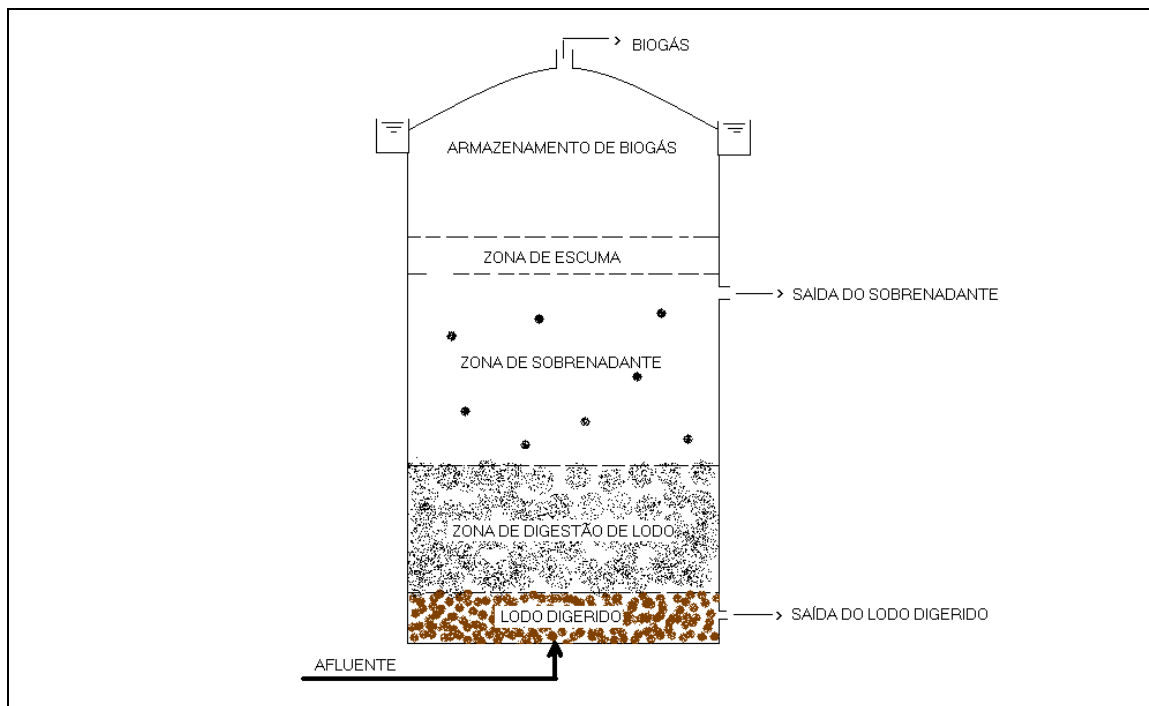 BIOGÁS
ARMAZENAMENTO DE BIOGÁS
ZONA DE ESCUMA
SAÍDA DO SOBRENADANTE
ZONA DE SOBRENADANTE
ZONA DE DIGESTÃO DE LODO
LODO DIGERIDO
SAÍDA DO LODO DIGERIDO
AFLUENTE